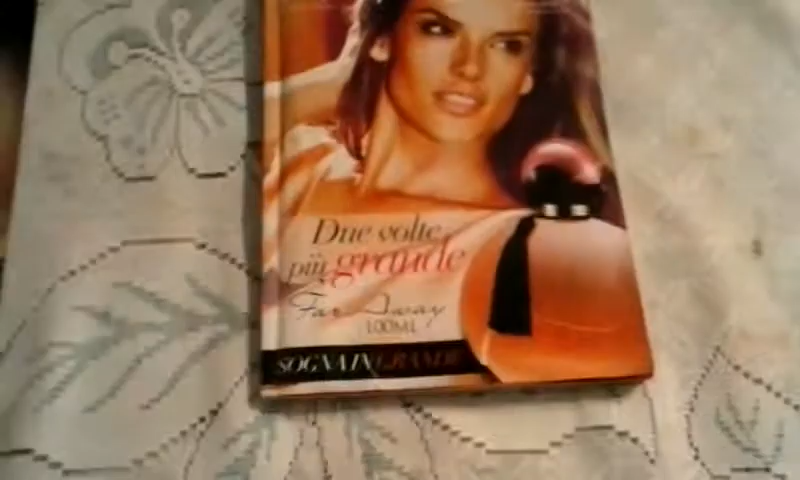 Due volte
più grande
Far Away
100ML
SOGNA IN GRANDE